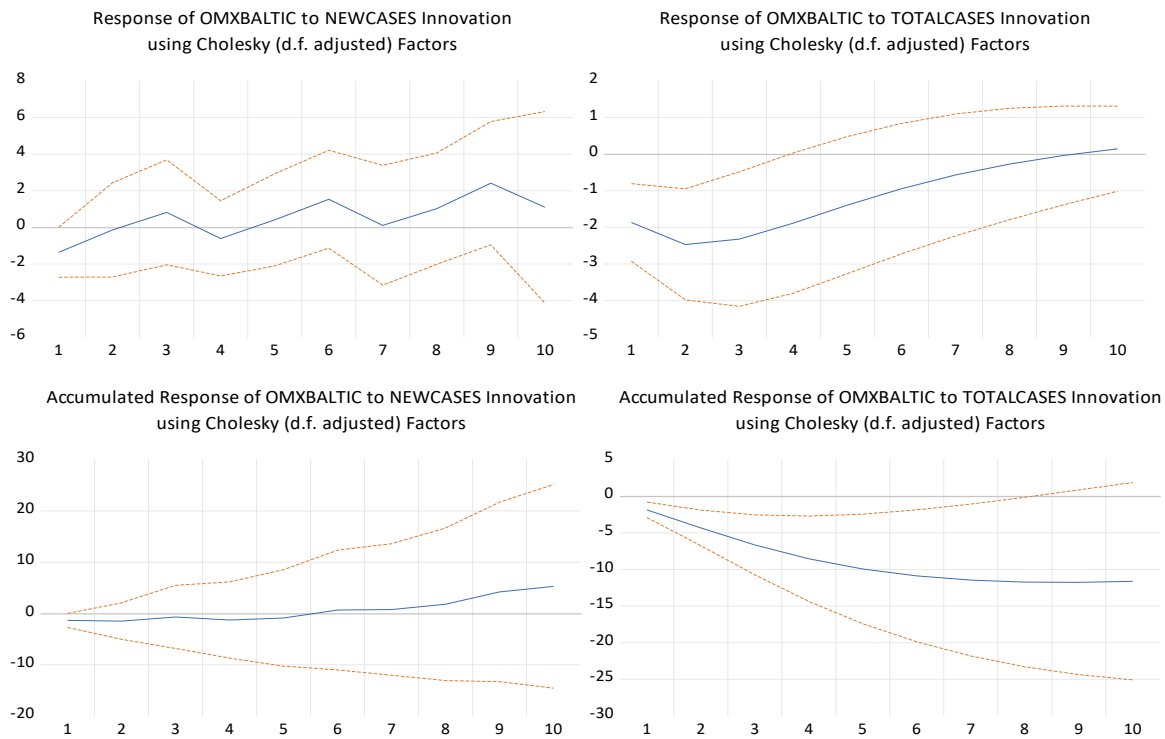 Response of OMXBALTIC to NEWCASES Innovation
using Cholesky (d.f. adjusted) Factors
8
6
4
2
0
-2
-4
-6
1 2 3 4 5 6 7 8 9 10
Response of OMXBALTIC to TOTALCASES Innovation
using Cholesky (d.f. adjusted) Factors
2
1
0
-1
-2
-3
-4
-5
1 2 3 4 5 6 7 8 9 10
Accumulated Response of OMXBALTIC to NEWCASES Innovation
using Cholesky (d.f. adjusted) Factors
30
20
10
0
-10
-20
1 2 3 4 5 6 7 8 9 10
Accumulated Response of OMXBALTIC to TOTALCASES Innovation
using Cholesky (d.f. adjusted) Factors
5
0
-5
-10
-15
-20
-25
-30
1 2 3 4 5 6 7 8 9 10